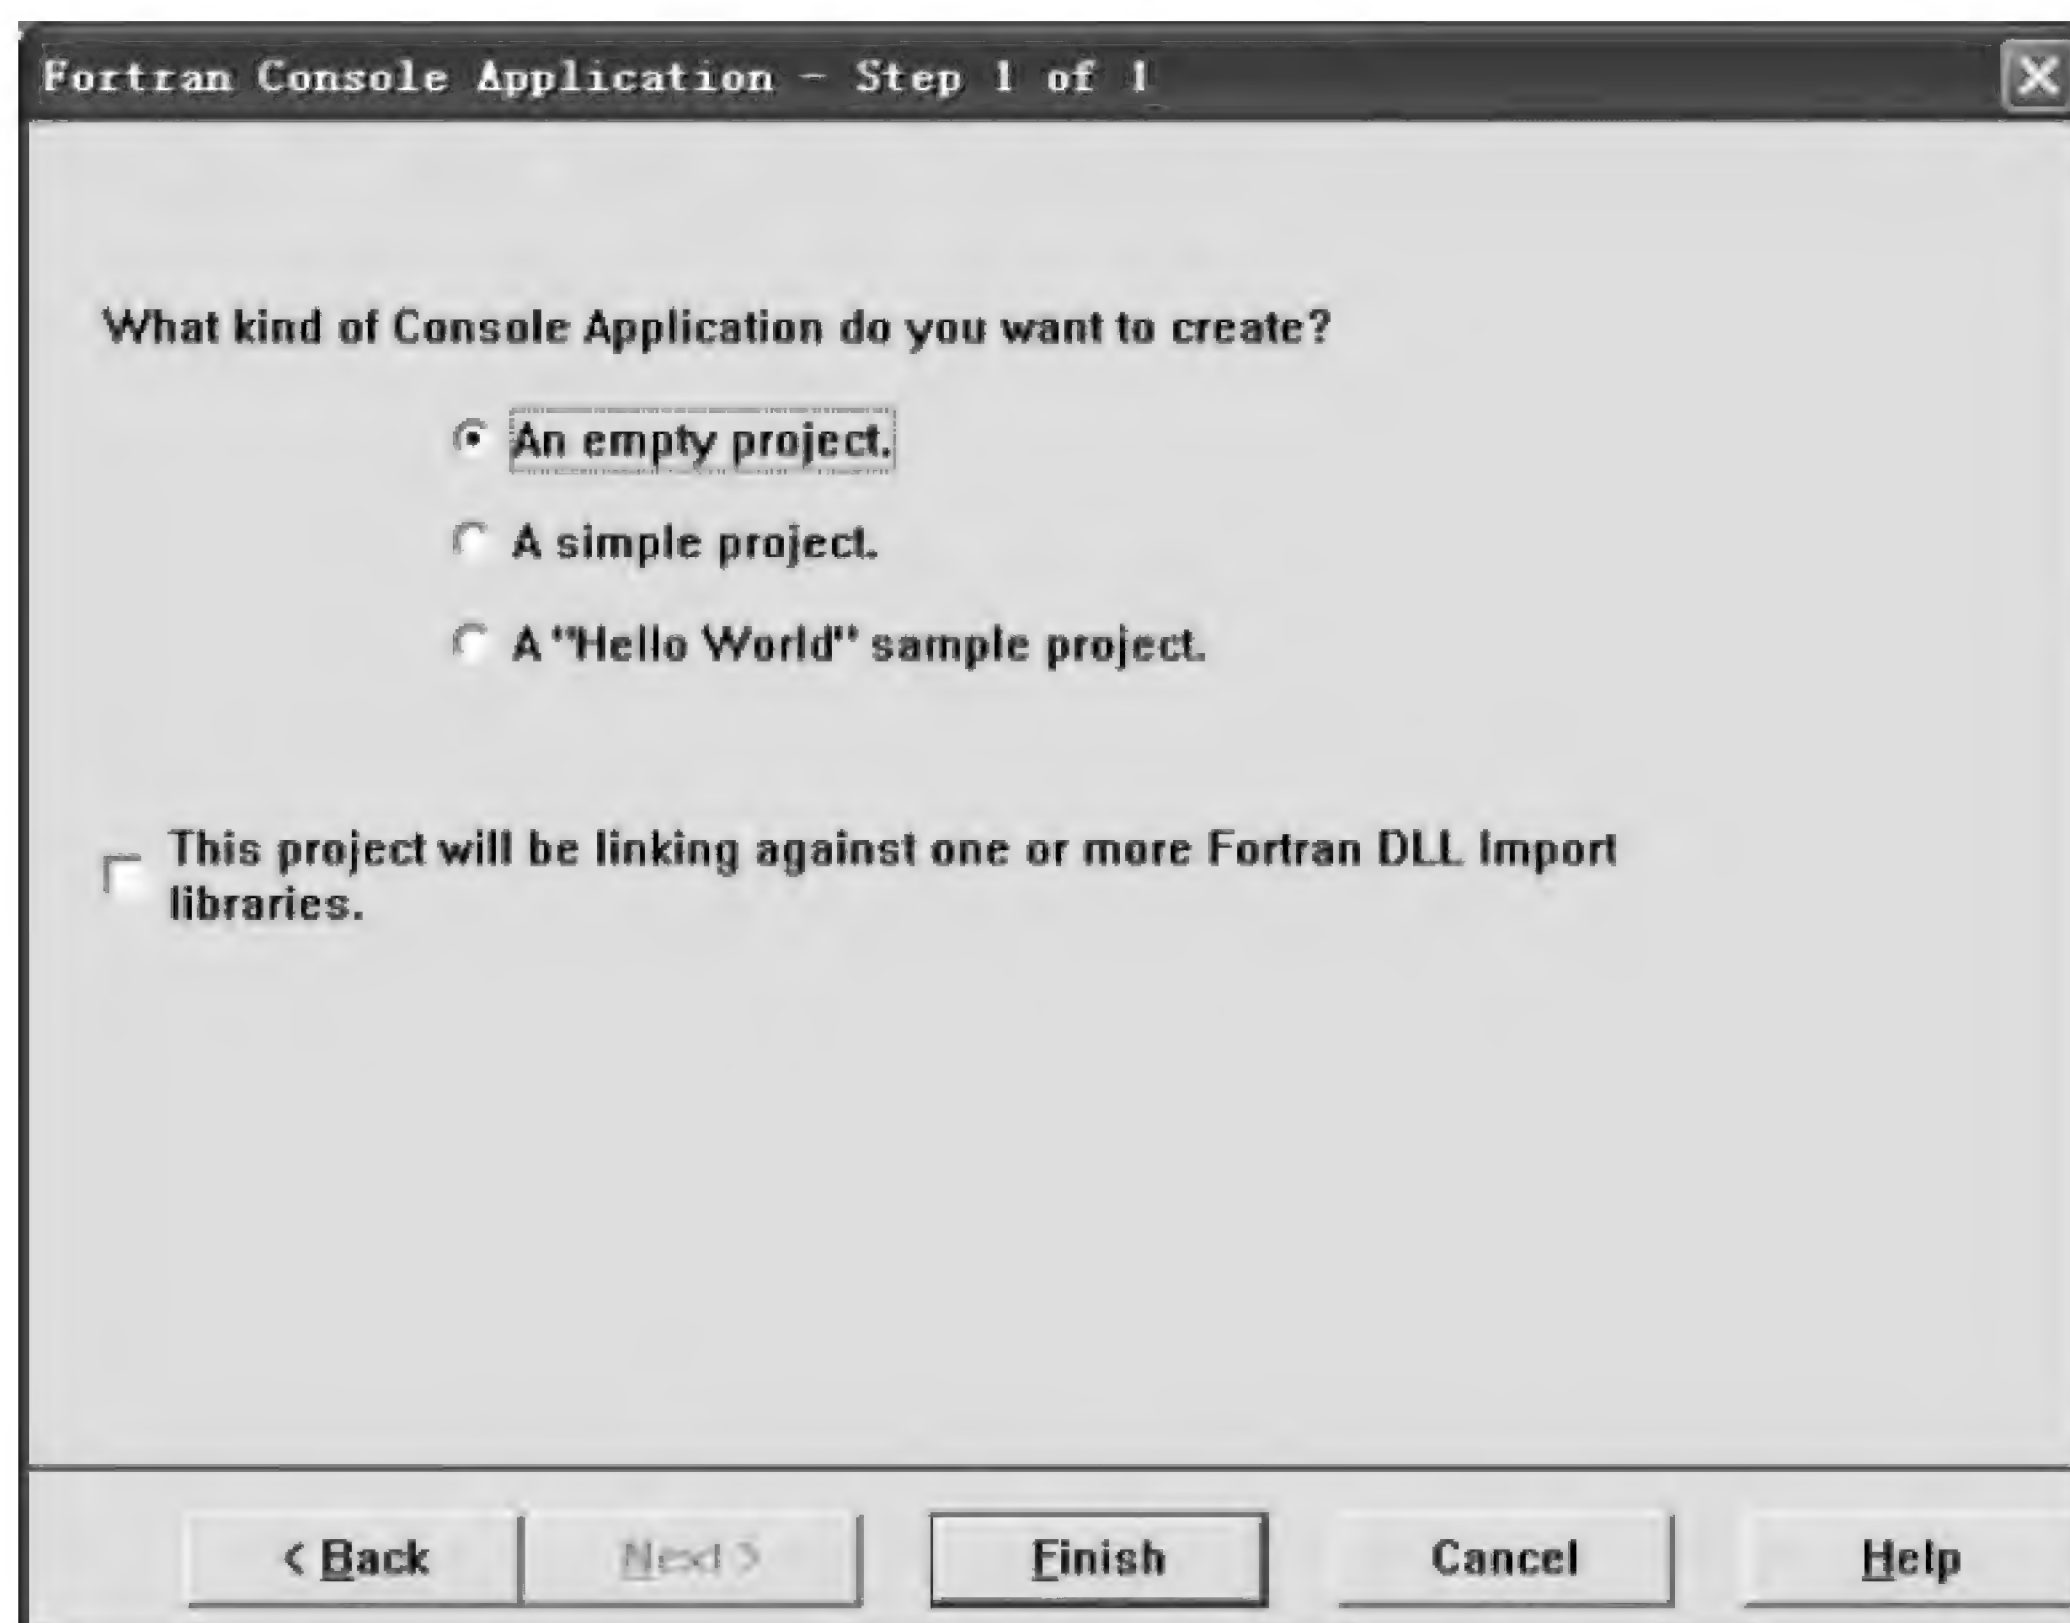 Fortran Console Application - Step 1 of 1
What kind of Console Application do you want to create?
An empty project.
A simple project.
A "Hello World" sample project.
This project will be linking against one or more Fortran DLL Import
libraries.
< Back
Next >
Finish
Cancel
Help